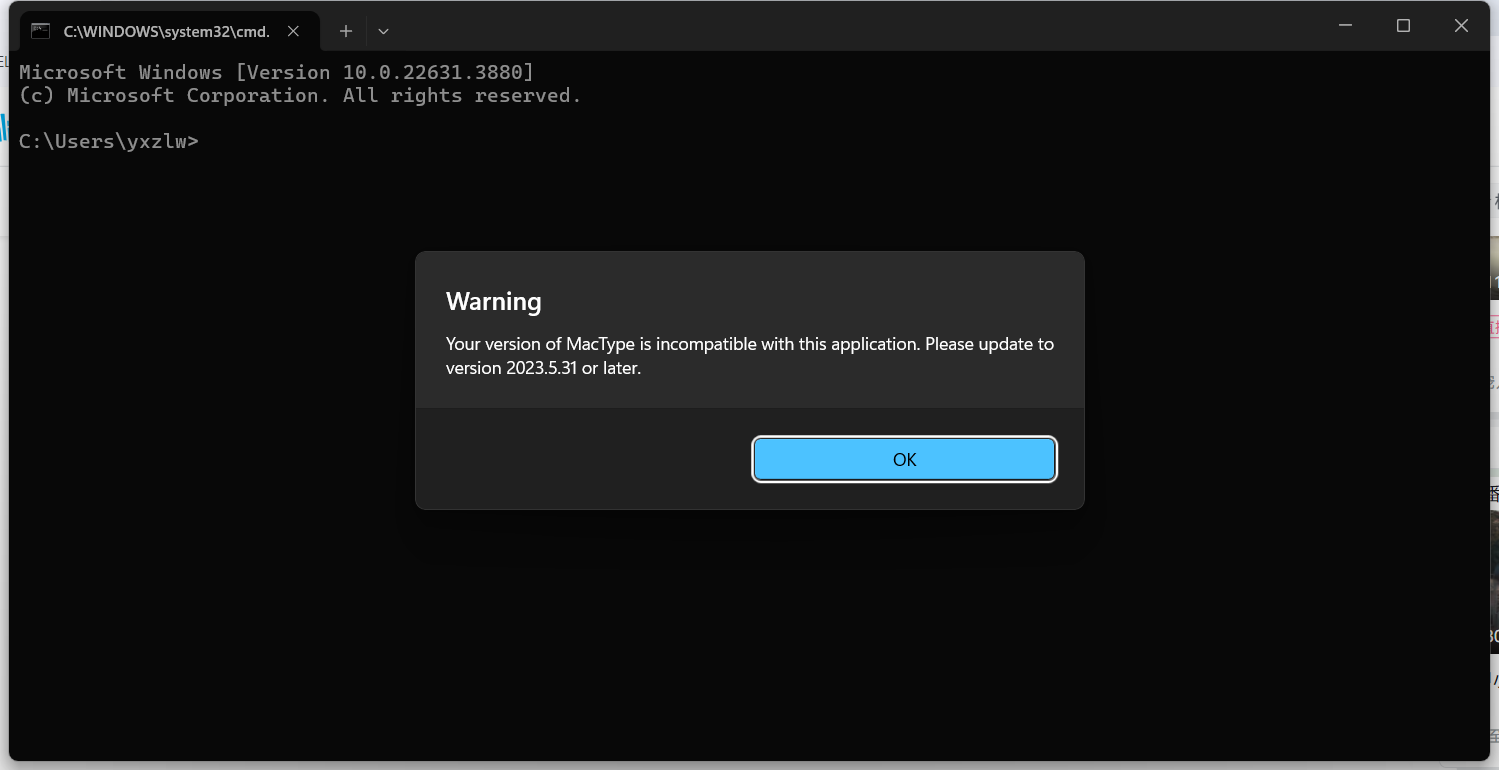 C:\WINDOWS\system32\cmd.
Microsoft Windows [Version 10.0.22631.3880]
(c) Microsoft Corporation. All rights reserved.
C:\Users\yxzlw>
Warning
Your version of MacType is incompatible with this application. Please update to
version 2023.5.31 or later.
OK